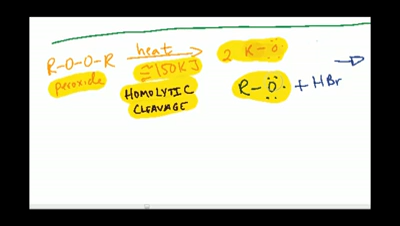 R-O-O-R heat 2 R-O:
peroxide ≅150KJ
HOMOLYTIC
CLEAVAGE
R-O: + HBr →